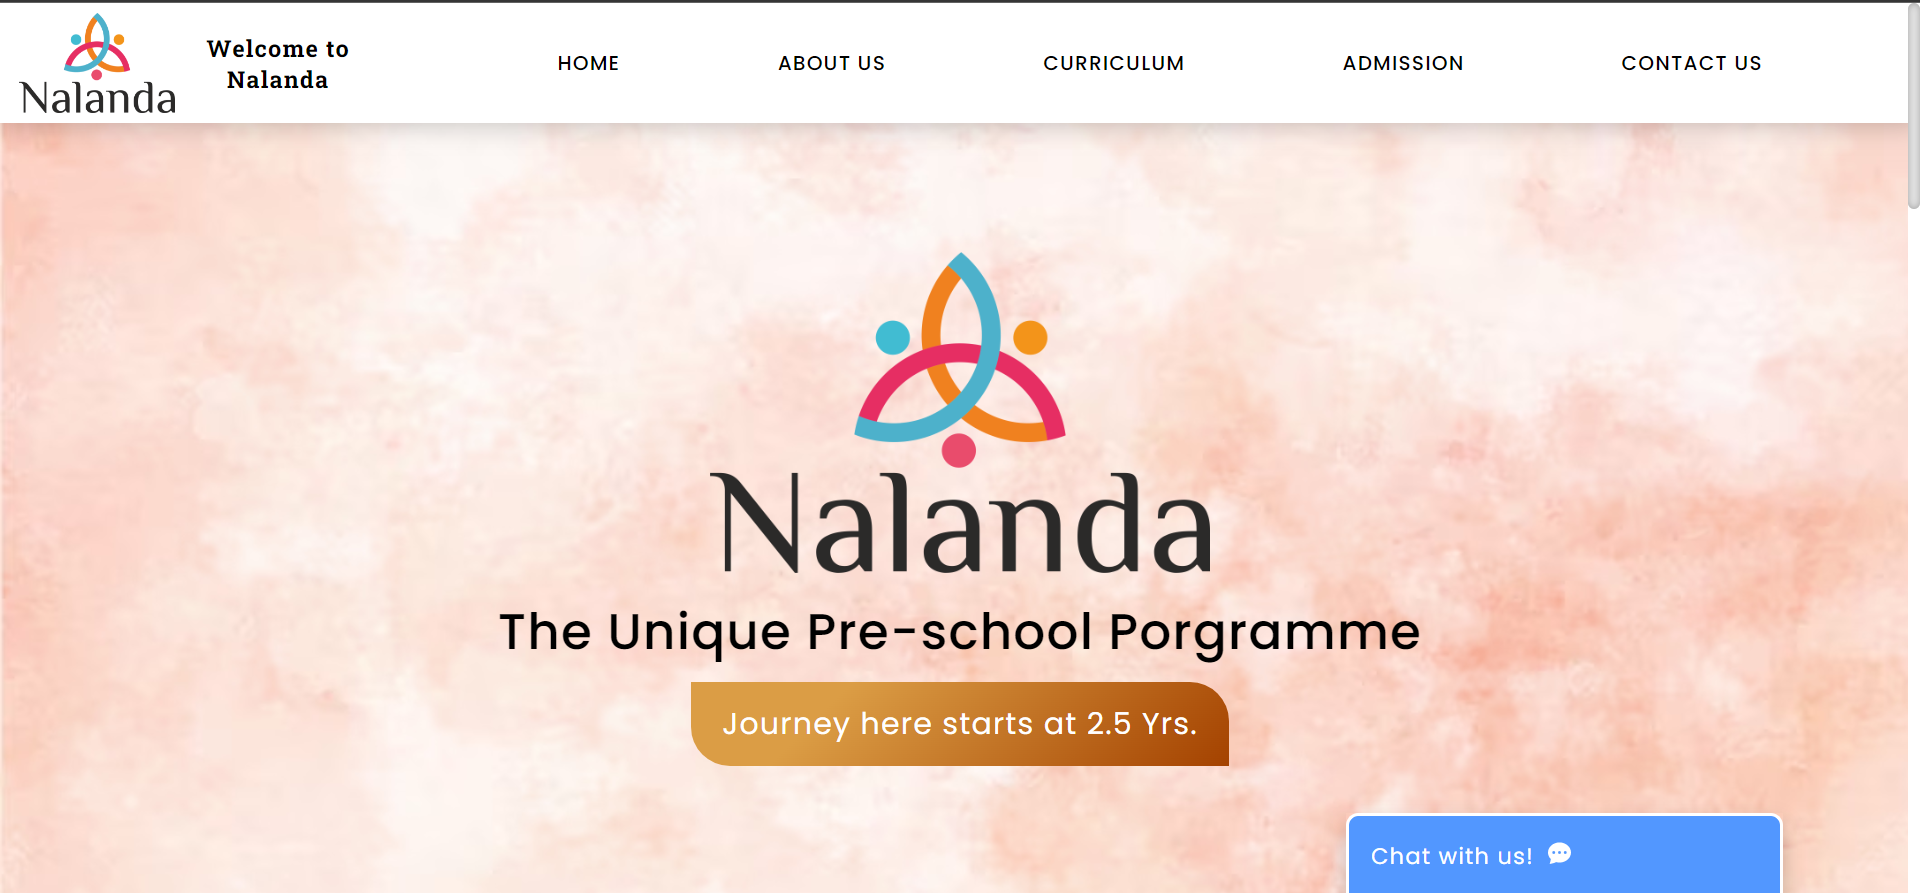 Nalanda
Welcome to
Nalanda
HOME
ABOUT US
CURRICULUM
ADMISSION
CONTACT US
Nalanda
The Unique Pre-school Porgramme
Journey here starts at 2.5 Yrs.
Chat with us!